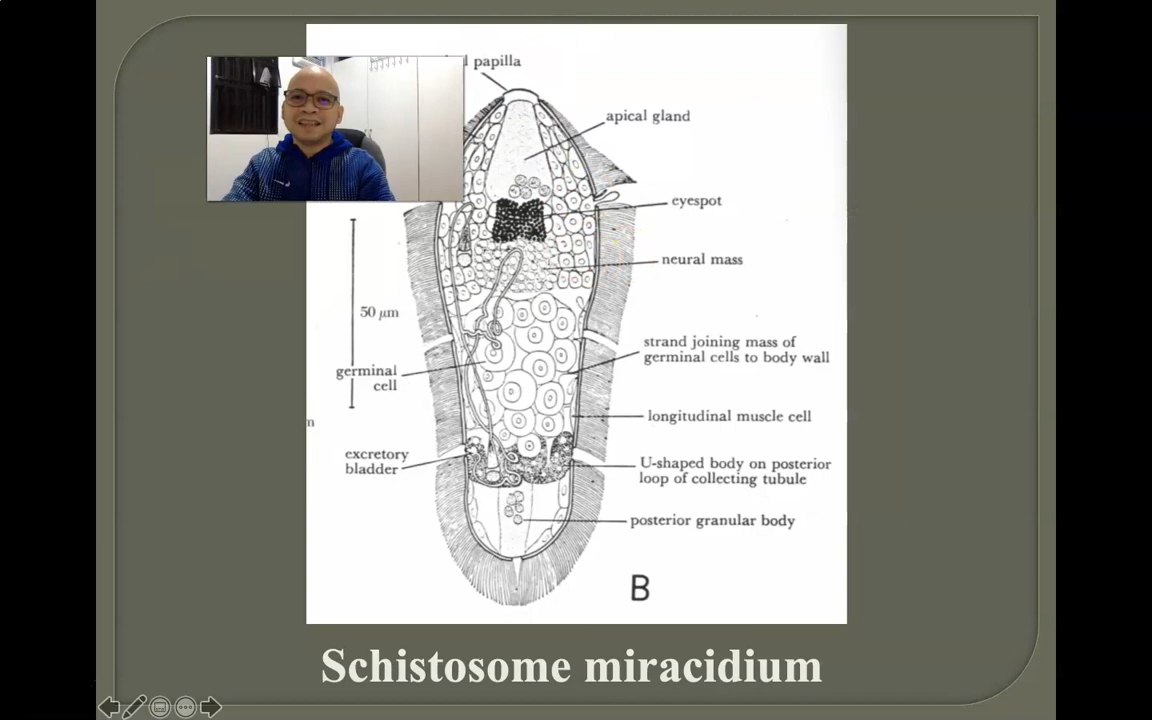 papilla
apical gland
eyespot
neural mass
50 μm
strand joining mass of
germinal cells to body wall
germinal
cell
longitudinal muscle cell
excretory
bladder
U-shaped body on posterior
loop of collecting tubule
posterior granular body
B
Schistosome miracidium